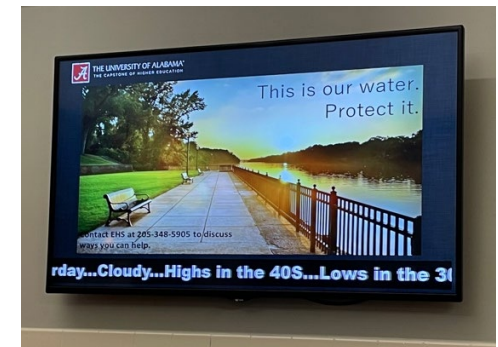 THE UNIVERSITY OF ALABAMA®
THE CAPSTONE OF HIGHER EDUCATION
This is our water.
Protect it.
Contact EHS at 205-348-5905 to discuss
ways you can help.
rday...Cloudy...Highs in the 40S...Lows in the 30